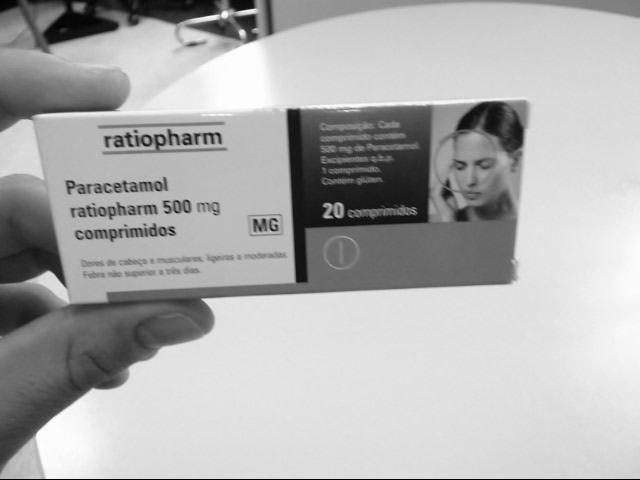 ratiopharm
Paracetamol
ratiopharm 500 mg
comprimidos
MG
Dores de cabeça e musculares, ligeiras a moderadas.
Febre não superior a três dias.
Composição: Cada
comprimido contém
500 mg de Paracetamol.
Excipientes q.b.p.
1 comprimido.
Contém glúten.
20 comprimidos